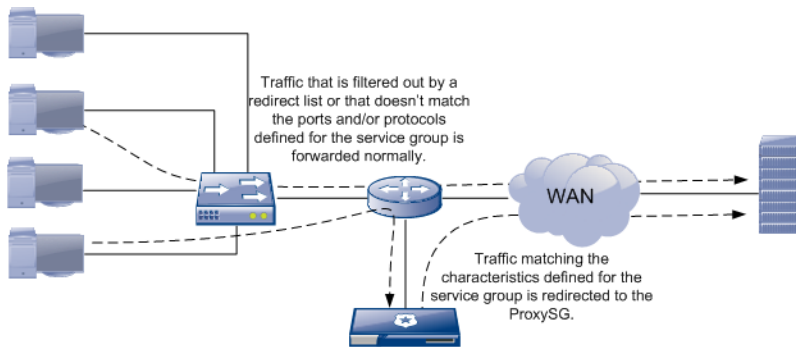 Traffic that is filtered out by a
redirect list or that doesn't match
the ports and/or protocols
defined for the service group is
forwarded normally.
WAN
Traffic matching the
characteristics defined for the
service group is redirected to the
ProxySG.